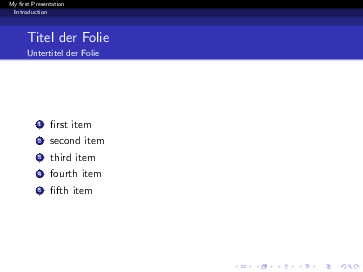 My first Presentation
Introduction
Titel der Folie
Untertitel der Folie
1 first item
2 second item
3 third item
4 fourth item
5 fifth item